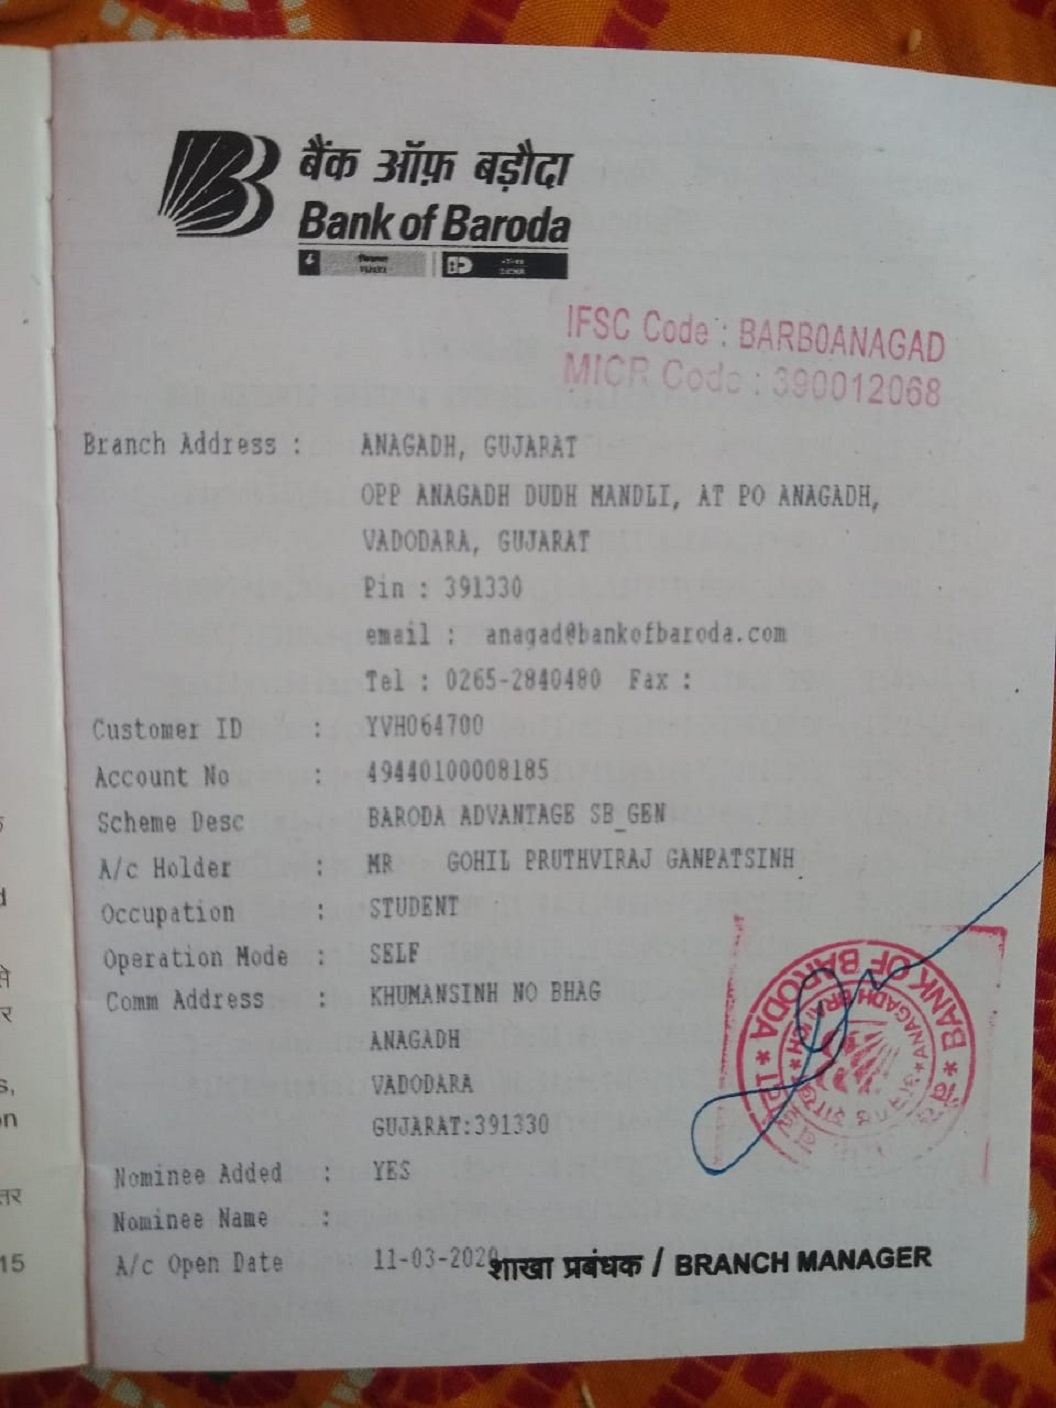 बैंक ऑफ़ बड़ौदा
Bank of Baroda
IFSC Code : BARB0ANAGAD
MICR Code : 390012068
Branch Address : ANAGADH, GUJARAT
OPP ANAGADH DUDH MANDLI, AT PO ANAGADH,
VADODARA, GUJARAT
Pin : 391330
email : anagad@bankofbaroda.com
Tel : 0265-2840480 Fax :
Customer ID : YVH064700
Account No : 49440100008185
Scheme Desc BARODA ADVANTAGE SB_GEN
A/c Holder : MR GOHIL PRUTHVIRAJ GANPATSINH
Occupation : STUDENT
Operation Mode : SELF
Comm Address : KHUMANSINH NO BHAG
ANAGADH
VADODARA
GUJARAT:391330
Nominee Added : YES
Nominee Name :
A/c Open Date 11-03-2020
शाखा प्रबंधक / BRANCH MANAGER
BANK OF BARODA
ANAGADH BRANCH
15